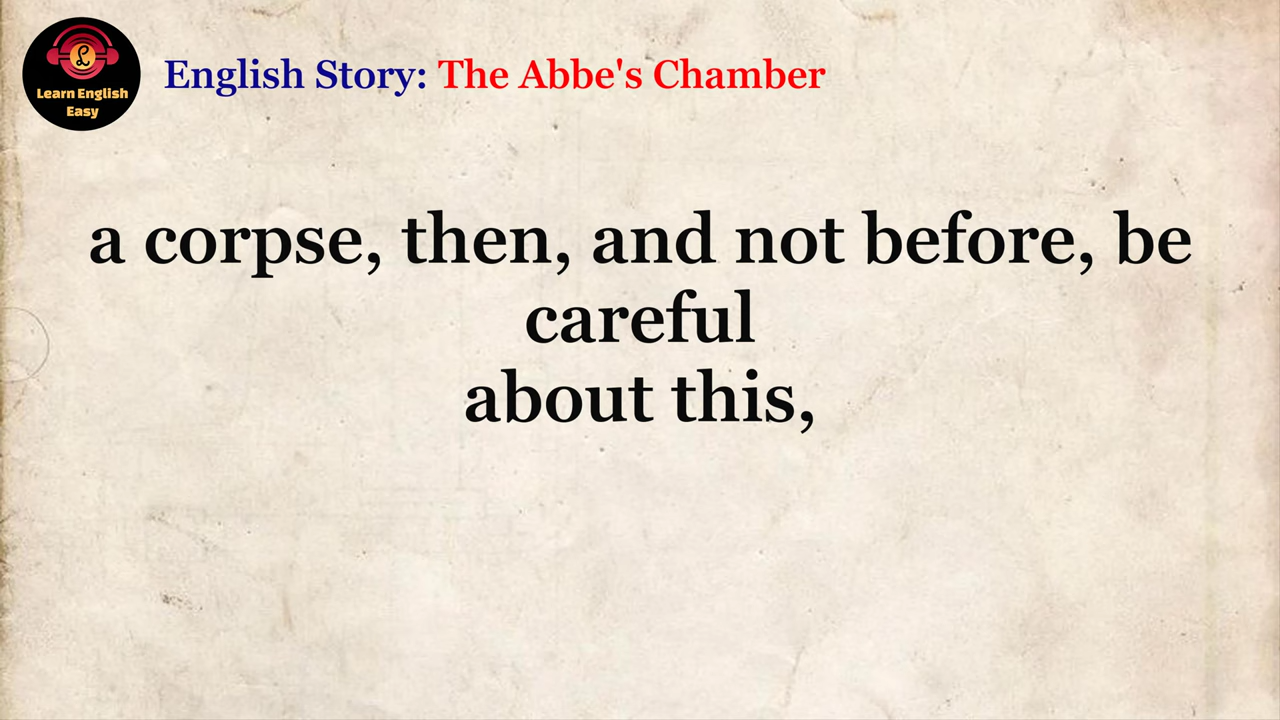 Learn English
Easy
English Story: The Abbe's Chamber
a corpse, then, and not before, be
careful
about this,